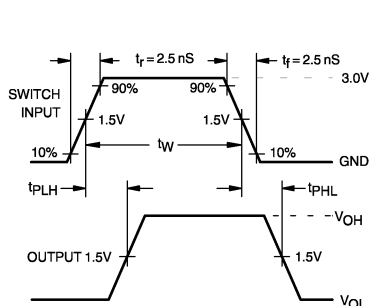 tr = 2.5 nS
tf = 2.5 nS
3.0V
SWITCH
INPUT
90%
90%
1.5V
1.5V
tW
10%
10%
GND
tPLH
tPHL
VOH
OUTPUT 1.5V
1.5V
VOL